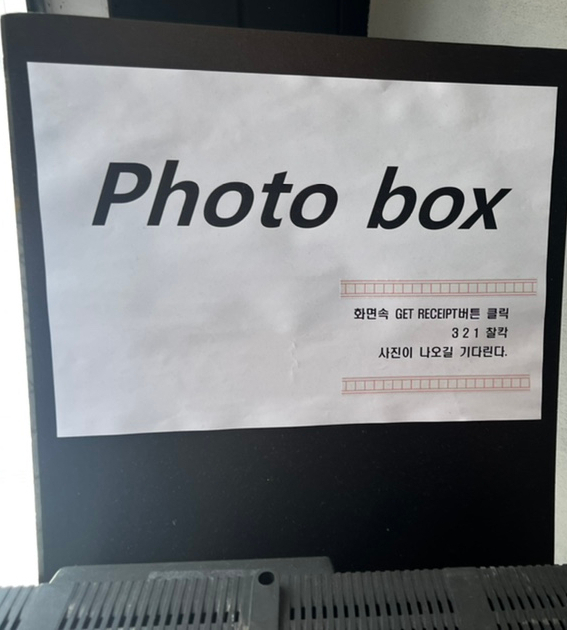 Photo box
화면속 GET RECEIPT버튼 클릭
3 2 1 찰칵
사진이 나오길 기다린다.